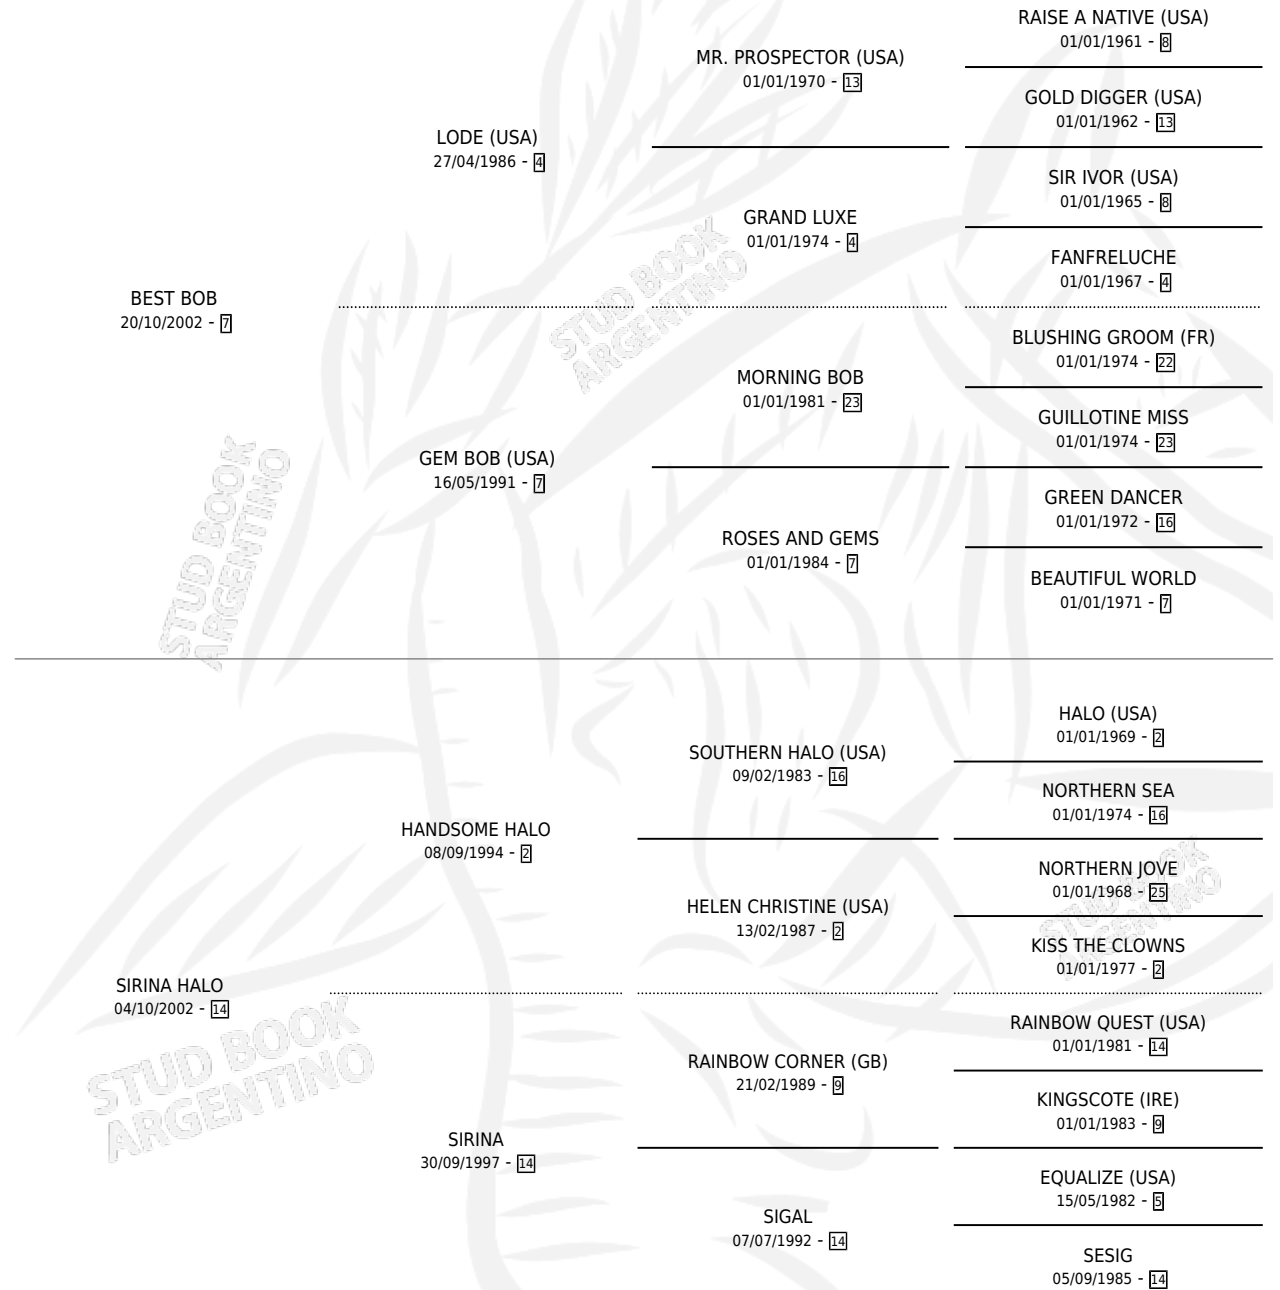 RAISE A NATIVE (USA)
01/01/1961 - 8
MR. PROSPECTOR (USA)
01/01/1970 - 13
GOLD DIGGER (USA)
01/01/1962 - 13
LODE (USA)
27/04/1986 - 4
SIR IVOR (USA)
01/01/1965 - 8
GRAND LUXE
01/01/1974 - 4
FANFRELUCHE
01/01/1967 - 4
BEST BOB
20/10/2002 - 7
STUD BOOK
ARGENTINO
BLUSHING GROOM (FR)
01/01/1974 - 22
MORNING BOB
01/01/1981 - 23
GUILLOTINE MISS
01/01/1974 - 23
GEM BOB (USA)
16/05/1991 - 7
GREEN DANCER
01/01/1972 - 16
ROSES AND GEMS
01/01/1984 - 7
BEAUTIFUL WORLD
01/01/1971 - 7
STUD BOOK
ARGENTINO
HALO (USA)
01/01/1969 - 2
SOUTHERN HALO (USA)
09/02/1983 - 16
NORTHERN SEA
01/01/1974 - 16
HANDSOME HALO
08/09/1994 - 2
NORTHERN JOVE
01/01/1968 - 25
STUD BOOK
ARGENTINO
HELEN CHRISTINE (USA)
13/02/1987 - 2
KISS THE CLOWNS
01/01/1977 - 2
SIRINA HALO
04/10/2002 - 14
STUD BOOK
ARGENTINO
RAINBOW QUEST (USA)
01/01/1981 - 14
RAINBOW CORNER (GB)
21/02/1989 - 9
KINGSCOTE (IRE)
01/01/1983 - 9
SIRINA
30/09/1997 - 14
EQUALIZE (USA)
15/05/1982 - 5
SIGAL
07/07/1992 - 14
SESIG
05/09/1985 - 14